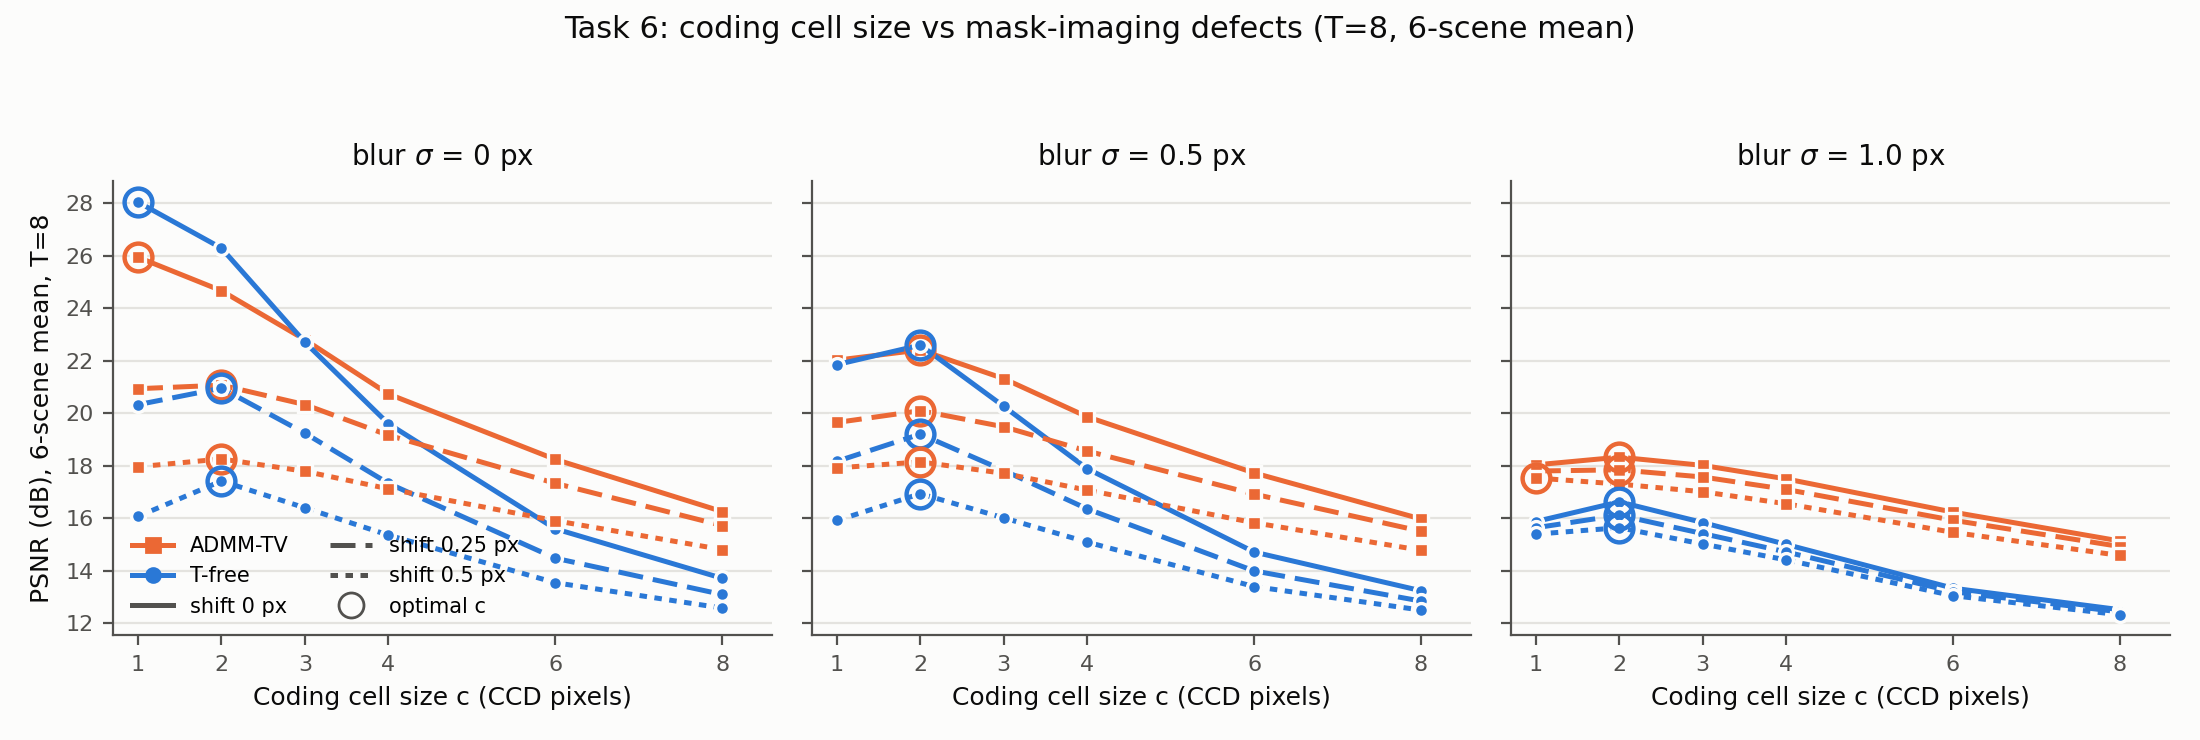 Task 6: coding cell size vs mask-imaging defects (T=8, 6-scene mean)
blur σ = 0 px
blur σ = 0.5 px
blur σ = 1.0 px
PSNR (dB), 6-scene mean, T=8
28
26
24
22
20
18
16
14
12
ADMM-TV
T-free
shift 0 px
shift 0.25 px
shift 0.5 px
optimal c
1 2 3 4 6 8
1 2 3 4 6 8
1 2 3 4 6 8
Coding cell size c (CCD pixels)
Coding cell size c (CCD pixels)
Coding cell size c (CCD pixels)